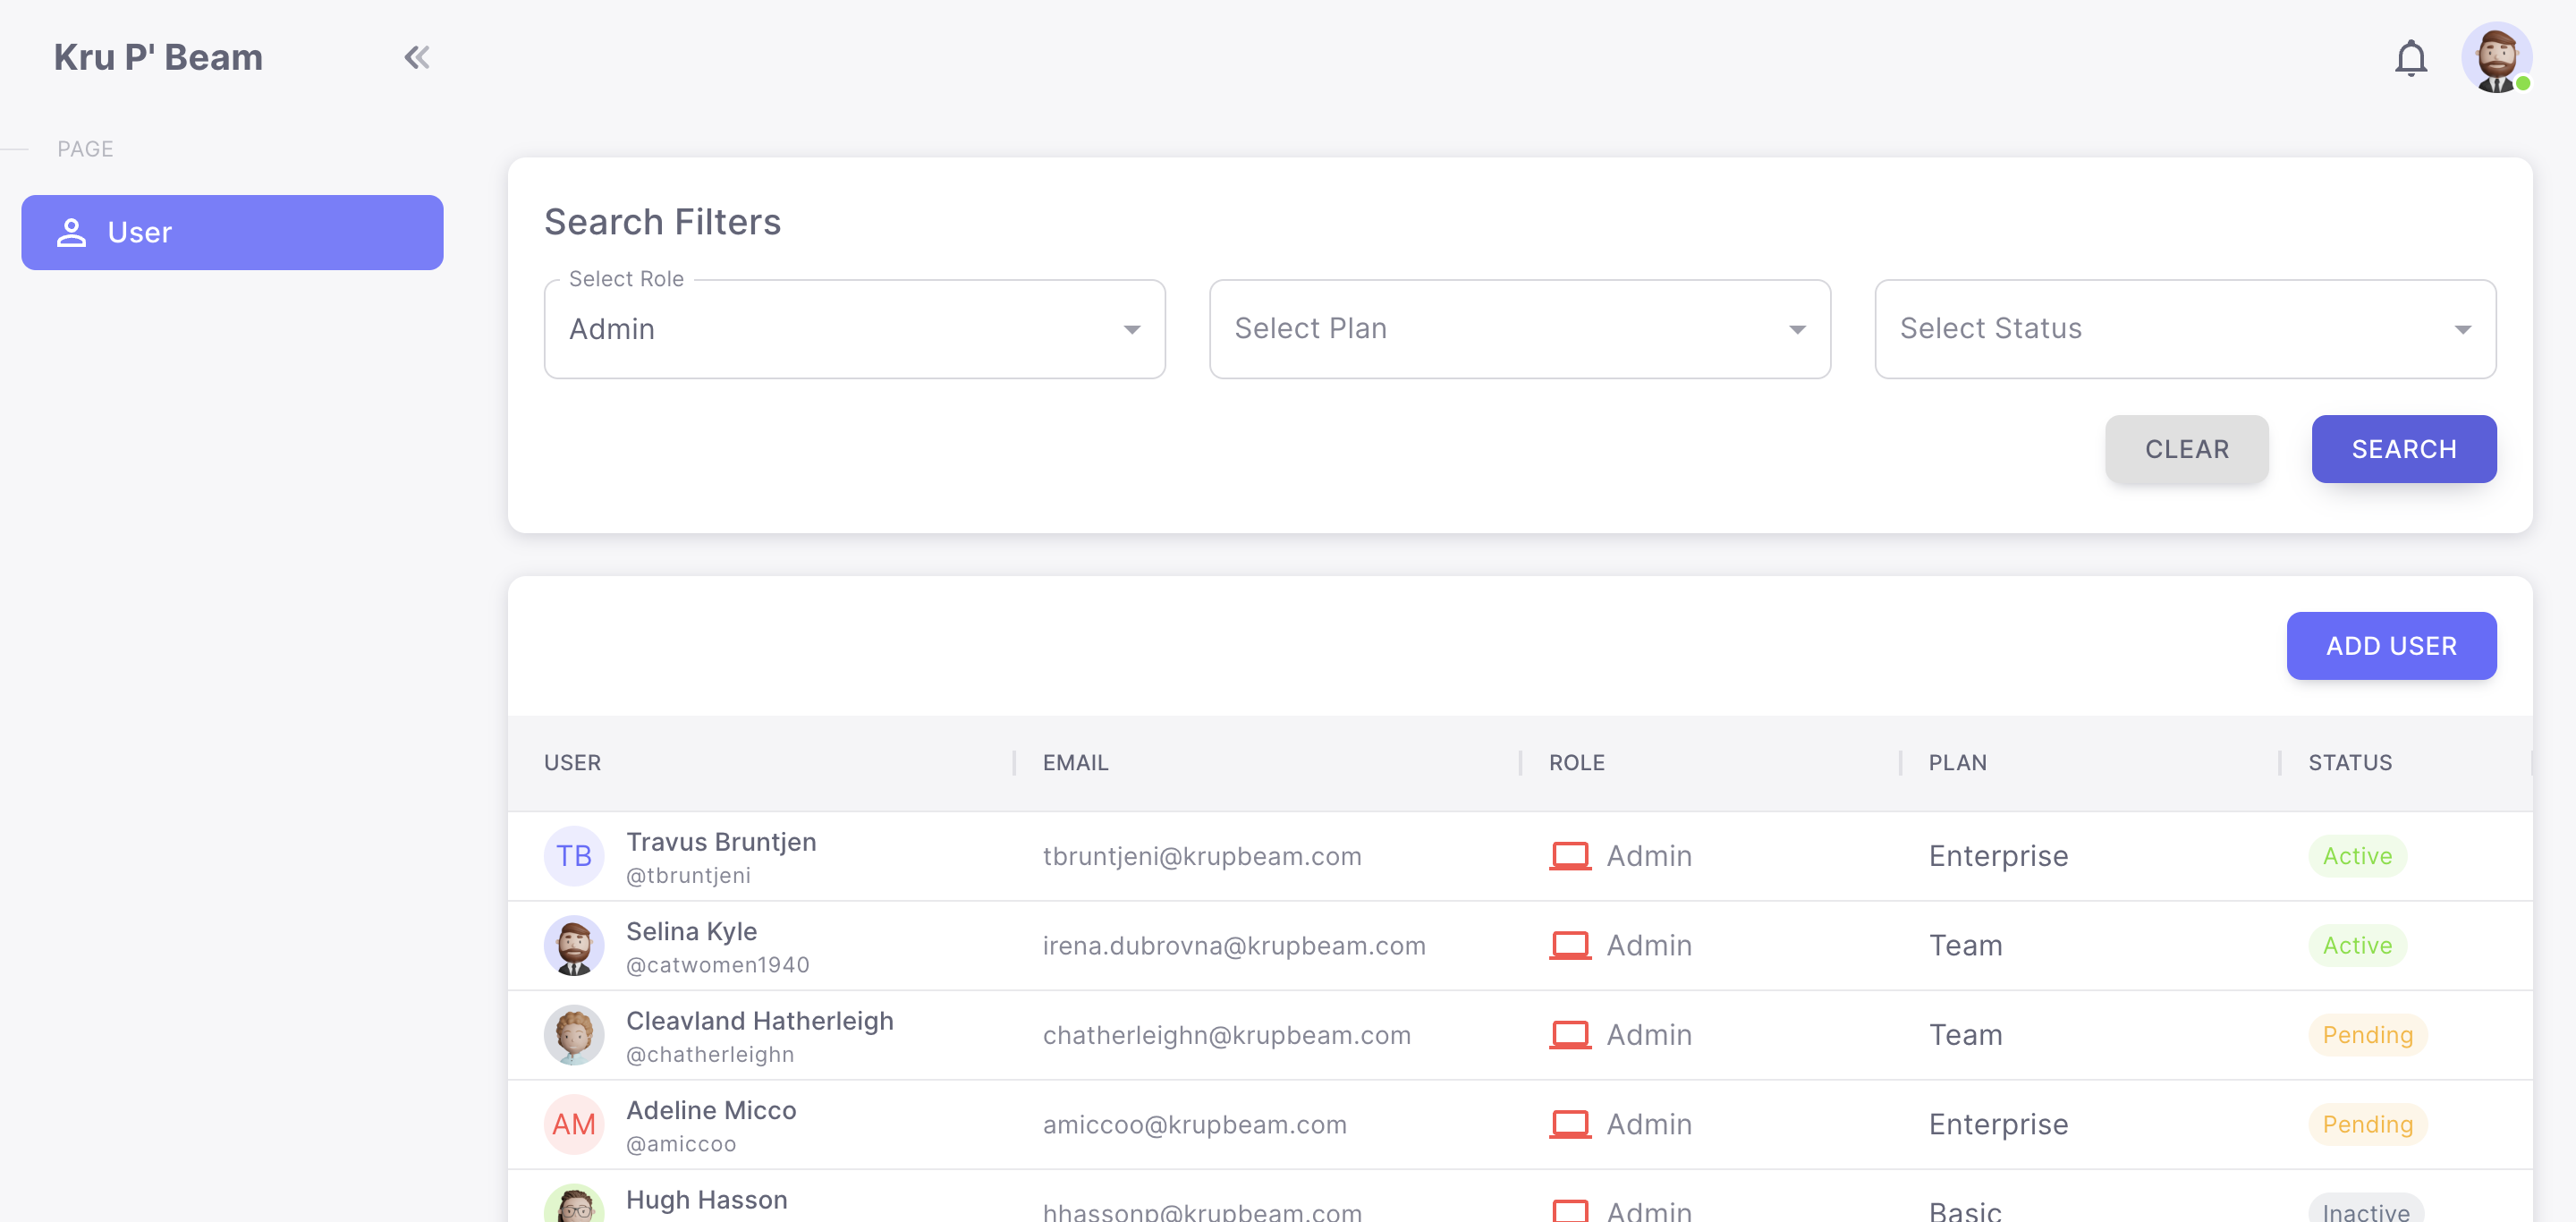 Kru P' Beam
PAGE
User
Search Filters
Select Role
Admin
Select Plan
Select Status
CLEAR
SEARCH
ADD USER
USER EMAIL ROLE PLAN STATUS
TB Travus Bruntjen
@tbruntjeni
tbruntjeni@krupbeam.com Admin Enterprise Active
Selina Kyle
@catwomen1940
irena.dubrovna@krupbeam.com Admin Team Active
Cleavland Hatherleigh
@chatherleighn
chatherleighn@krupbeam.com Admin Team Pending
AM Adeline Micco
@amiccoo
amiccoo@krupbeam.com Admin Enterprise Pending
Hugh Hasson
hhassonp@krupbeam.com Admin Basic Inactive